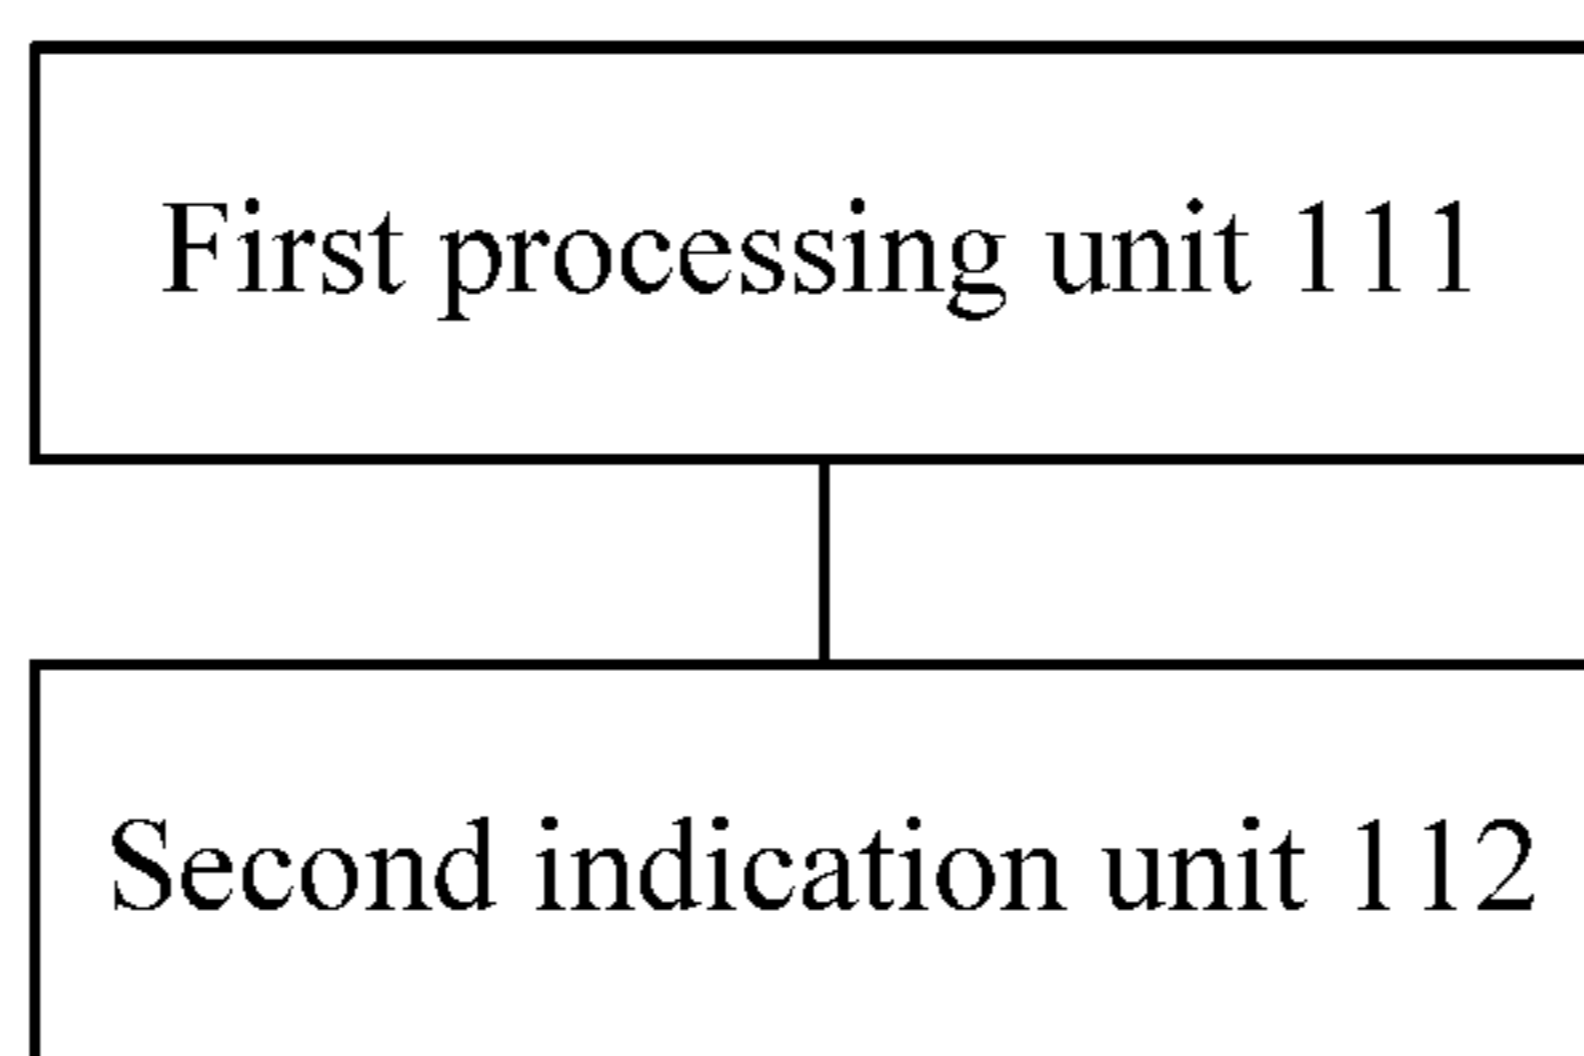 First processing unit 111
Second indication unit 112